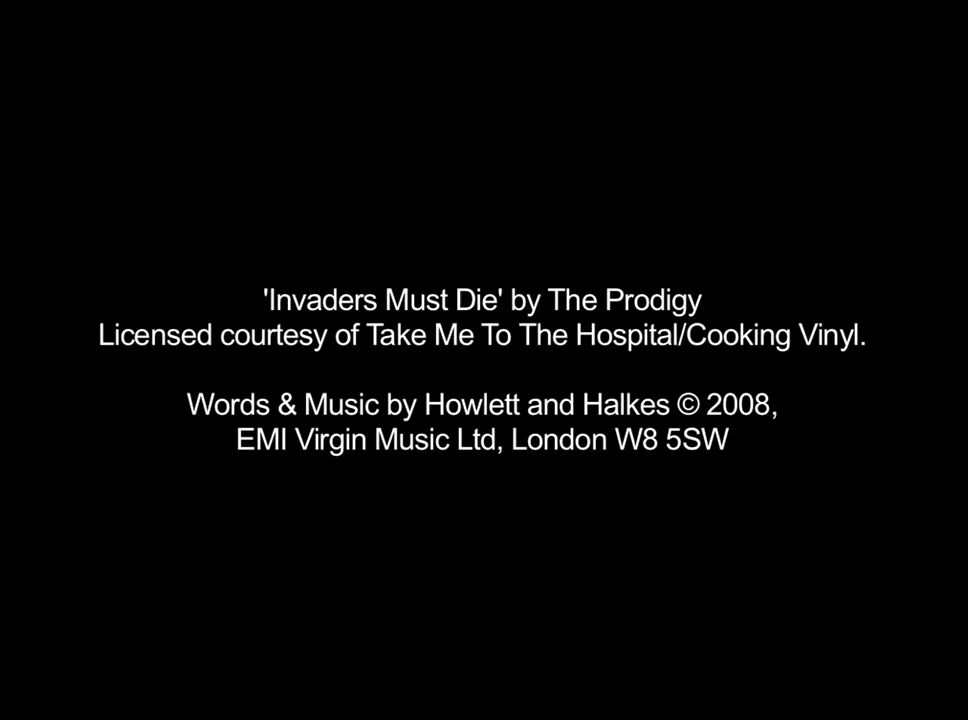 'Invaders Must Die' by The Prodigy
Licensed courtesy of Take Me To The Hospital/Cooking Vinyl.
Words & Music by Howlett and Halkes © 2008,
EMI Virgin Music Ltd, London W8 5SW